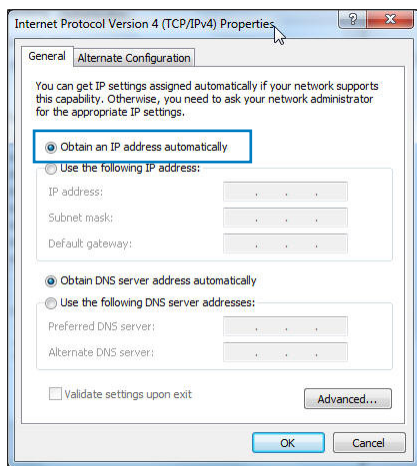 Internet Protocol Version 4 (TCP/IPv4) Properties
General
Alternate Configuration
You can get IP settings assigned automatically if your network supports
this capability. Otherwise, you need to ask your network administrator
for the appropriate IP settings.
Obtain an IP address automatically
Use the following IP address:
IP address:
Subnet mask:
Default gateway:
Obtain DNS server address automatically
Use the following DNS server addresses:
Preferred DNS server:
Alternate DNS server:
Validate settings upon exit
Advanced...
OK
Cancel